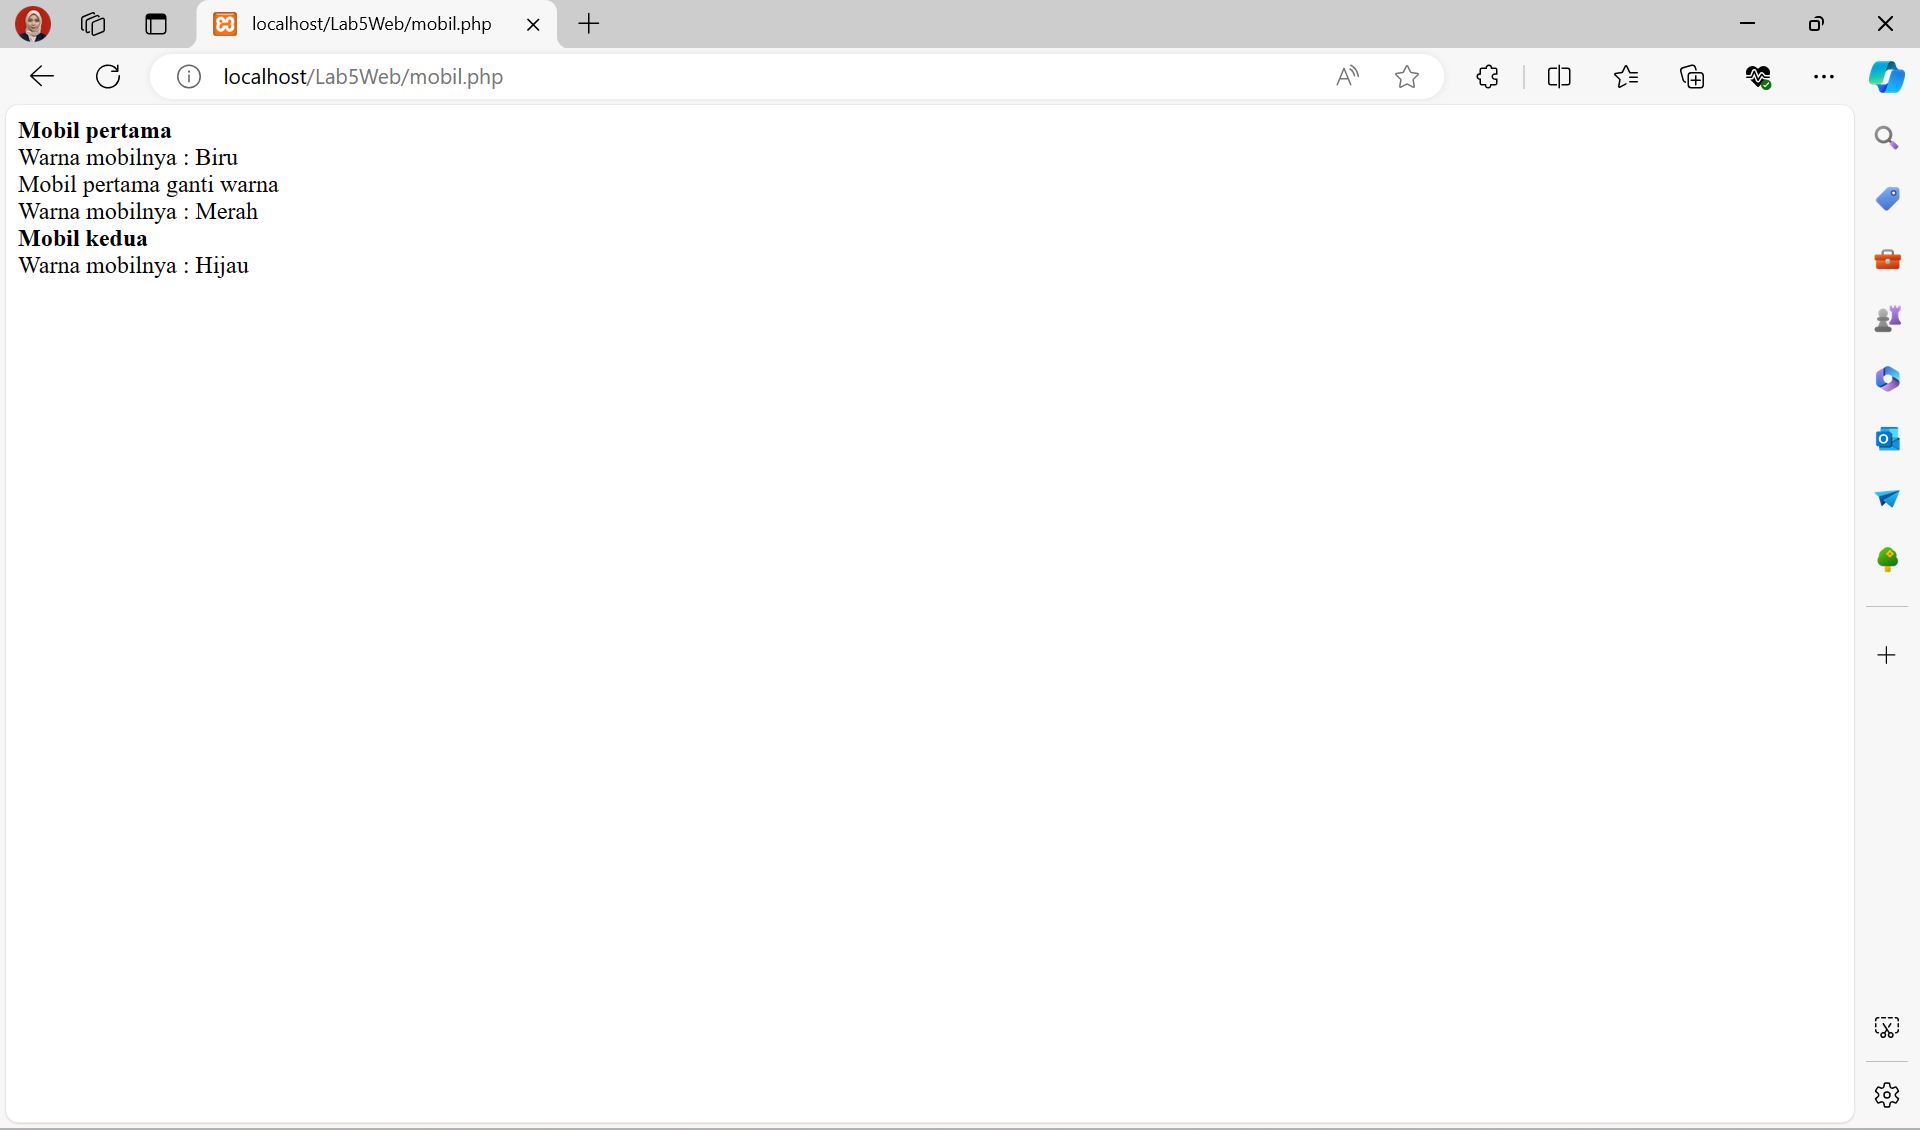 localhost/Lab5Web/mobil.php
localhost/Lab5Web/mobil.php
Mobil pertama
Warna mobilnya : Biru
Mobil pertama ganti warna
Warna mobilnya : Merah
Mobil kedua
Warna mobilnya : Hijau